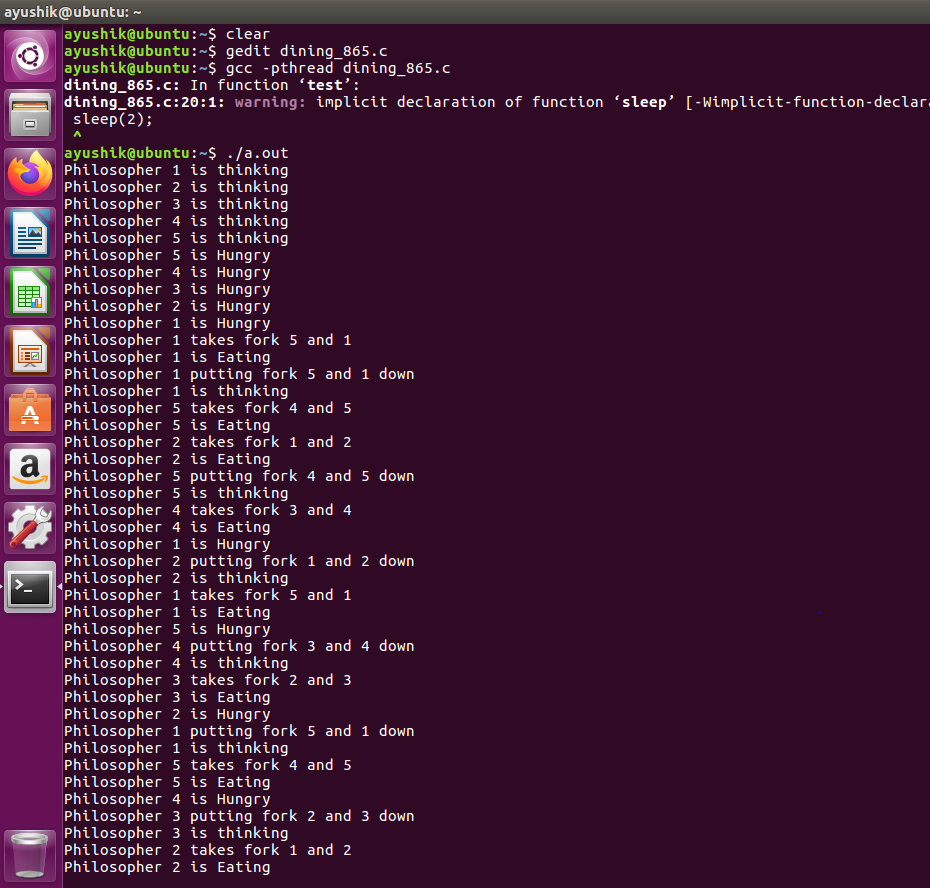 ayushik@ubuntu: ~
ayushik@ubuntu:~$ clear
ayushik@ubuntu:~$ gedit dining_865.c
ayushik@ubuntu:~$ gcc -pthread dining_865.c
dining_865.c: In function ‘test’:
dining_865.c:20:1: warning: implicit declaration of function ‘sleep’ [-Wimplicit-function-declara
sleep(2);
^
ayushik@ubuntu:~$ ./a.out
Philosopher 1 is thinking
Philosopher 2 is thinking
Philosopher 3 is thinking
Philosopher 4 is thinking
Philosopher 5 is thinking
Philosopher 5 is Hungry
Philosopher 4 is Hungry
Philosopher 3 is Hungry
Philosopher 2 is Hungry
Philosopher 1 is Hungry
Philosopher 1 takes fork 5 and 1
Philosopher 1 is Eating
Philosopher 1 putting fork 5 and 1 down
Philosopher 1 is thinking
Philosopher 5 takes fork 4 and 5
Philosopher 5 is Eating
Philosopher 2 takes fork 1 and 2
Philosopher 2 is Eating
Philosopher 5 putting fork 4 and 5 down
Philosopher 5 is thinking
Philosopher 4 takes fork 3 and 4
Philosopher 4 is Eating
Philosopher 1 is Hungry
Philosopher 2 putting fork 1 and 2 down
Philosopher 2 is thinking
Philosopher 1 takes fork 5 and 1
Philosopher 1 is Eating
Philosopher 5 is Hungry
Philosopher 4 putting fork 3 and 4 down
Philosopher 4 is thinking
Philosopher 3 takes fork 2 and 3
Philosopher 3 is Eating
Philosopher 2 is Hungry
Philosopher 1 putting fork 5 and 1 down
Philosopher 1 is thinking
Philosopher 5 takes fork 4 and 5
Philosopher 5 is Eating
Philosopher 4 is Hungry
Philosopher 3 putting fork 2 and 3 down
Philosopher 3 is thinking
Philosopher 2 takes fork 1 and 2
Philosopher 2 is Eating